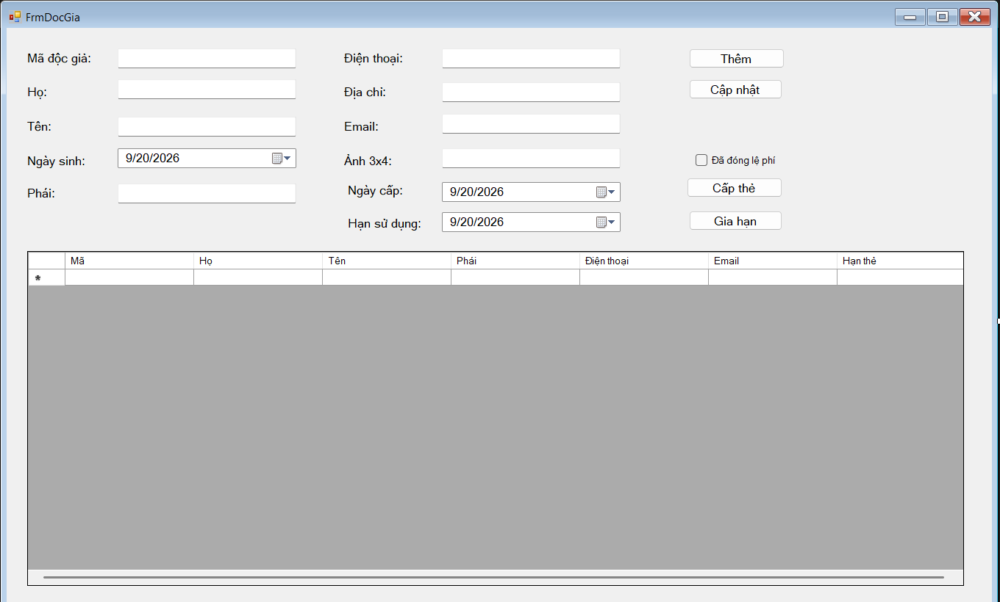 FrmDocGia
Mã độc giả:
Điện thoại:
Thêm
Họ:
Địa chỉ:
Cập nhật
Tên:
Email:
Ngày sinh:
9/20/2026
Ảnh 3x4:
Đã đóng lệ phí
Phái:
Ngày cấp:
9/20/2026
Cấp thẻ
Hạn sử dụng:
9/20/2026
Gia hạn
Mã Họ Tên Phái Điện thoại Email Hạn thẻ
*